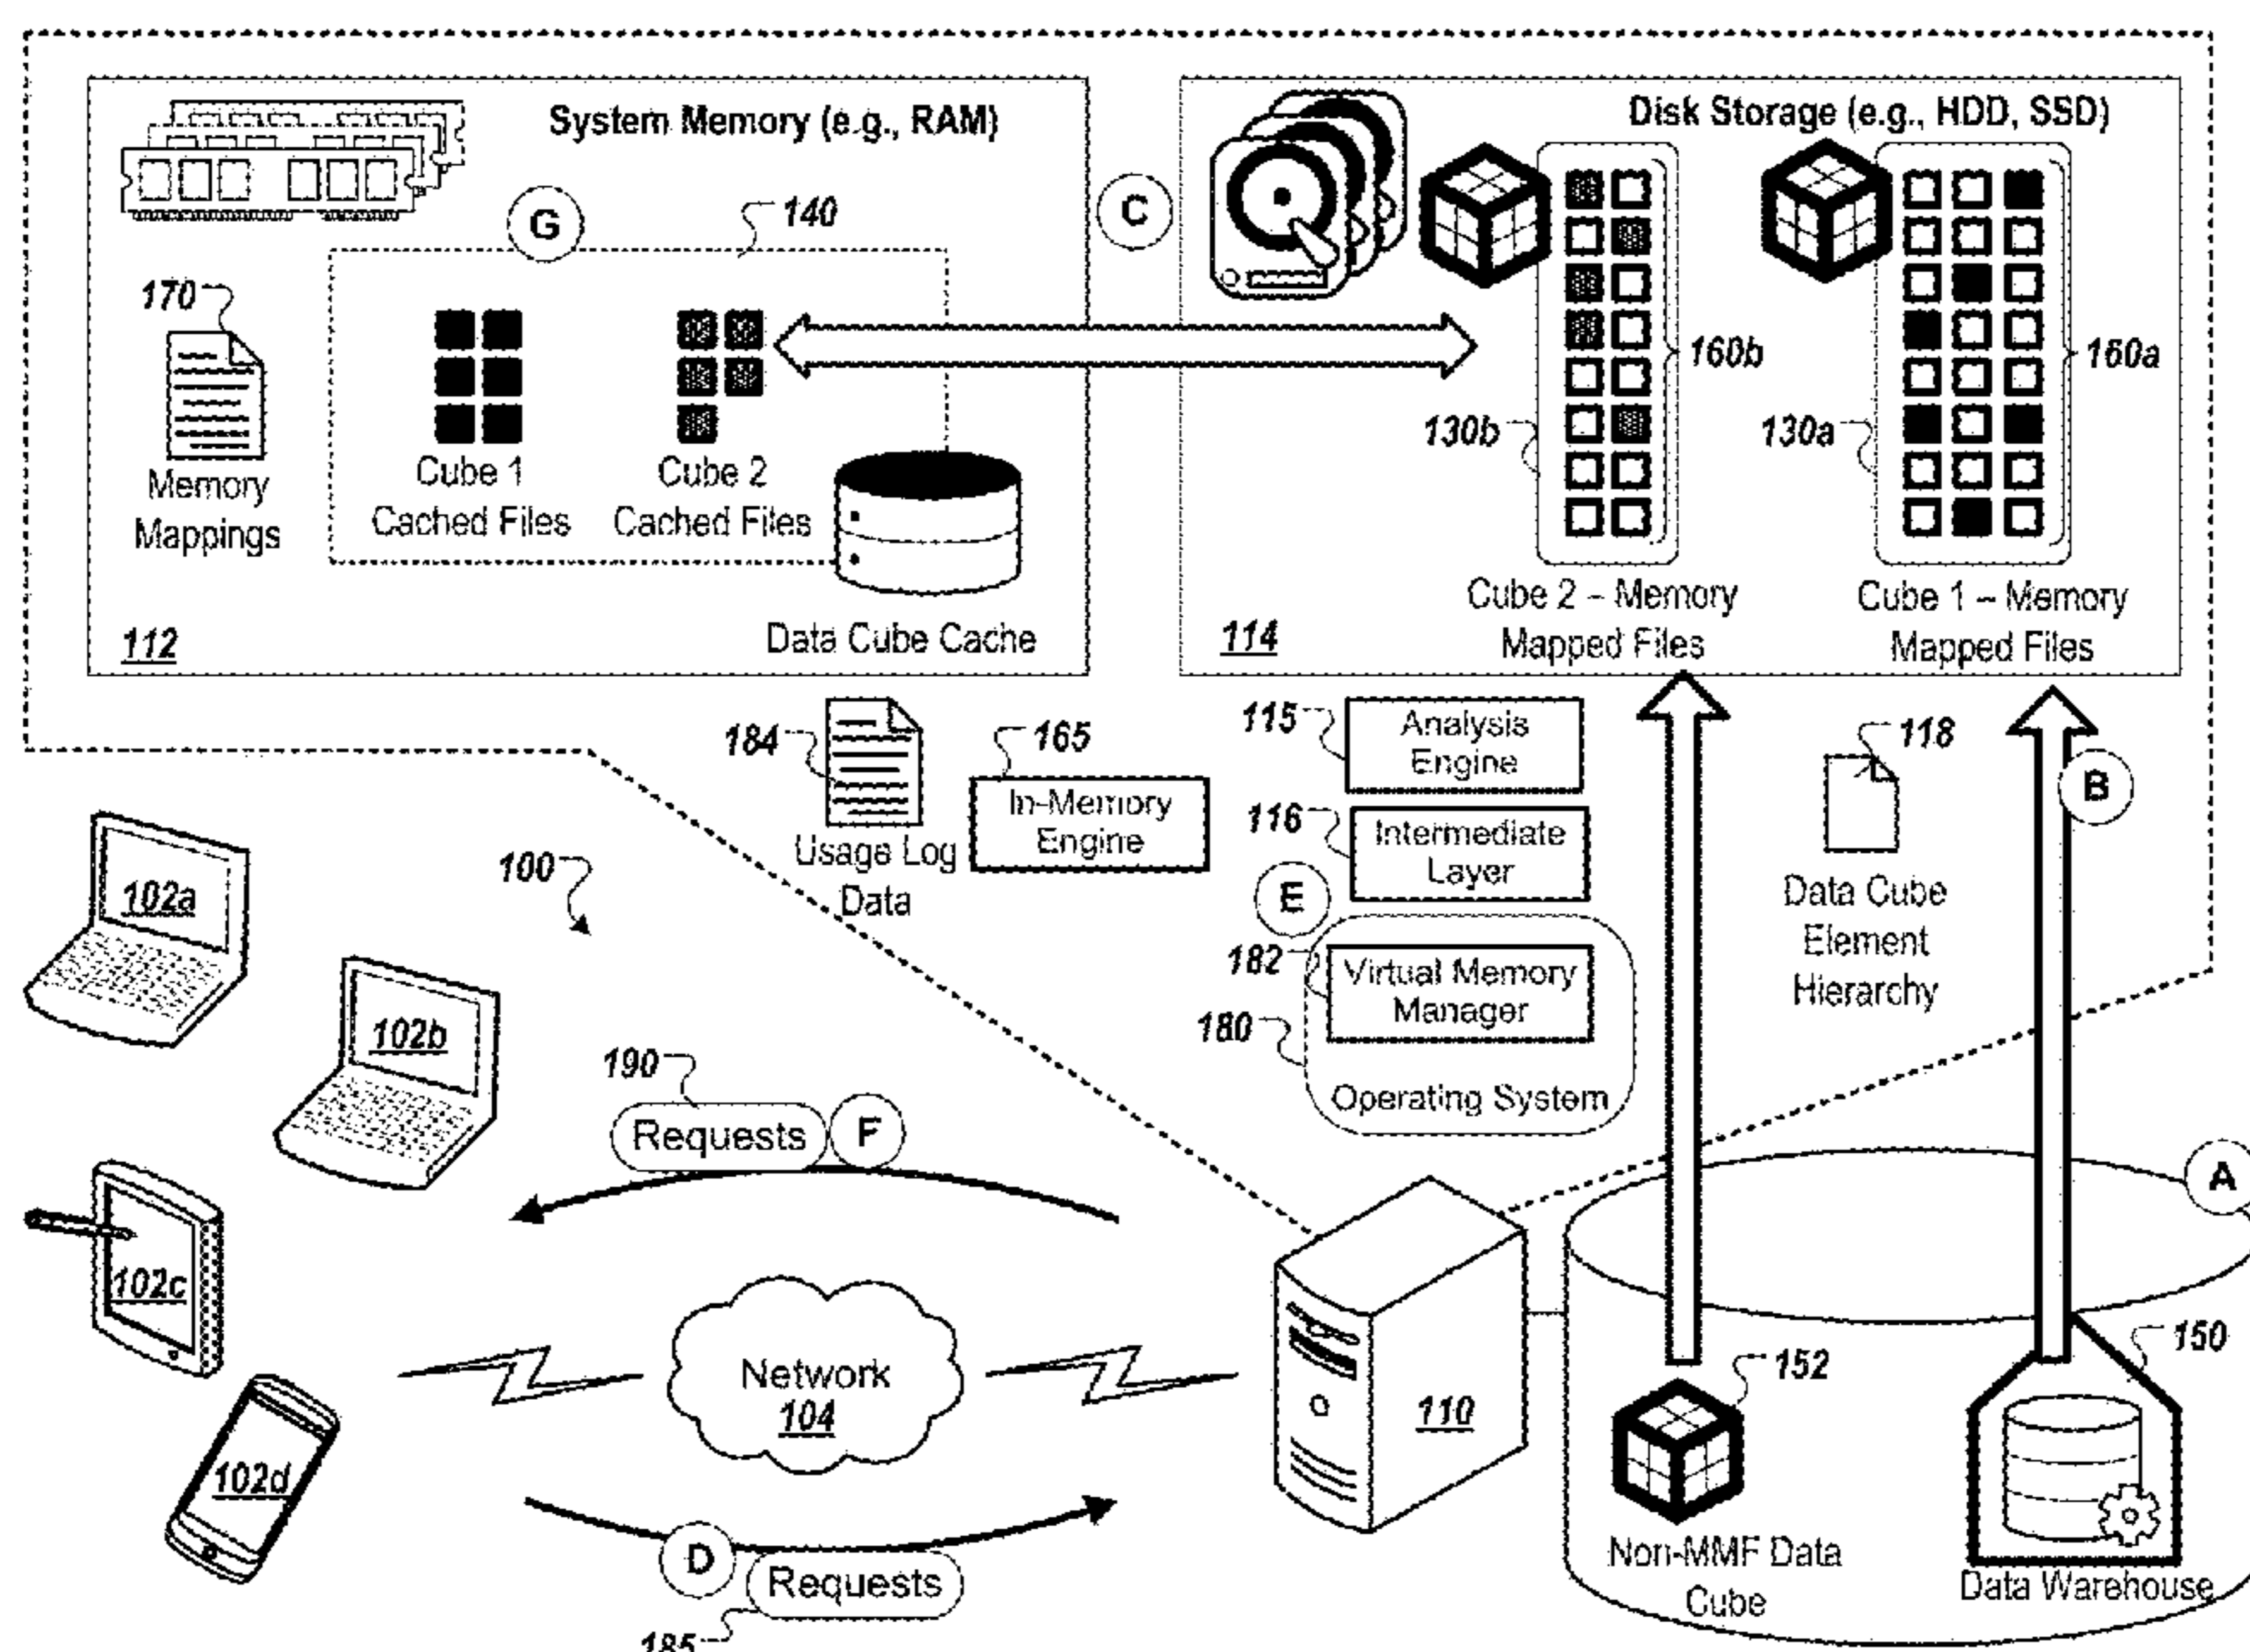 System Memory (e.g., RAM)
G
140
170
Memory
Mappings
Cube 1
Cached Files
Cube 2
Cached Files
Data Cube Cache
112
C
Disk Storage (e.g., HDD, SSD)
160b
160a
130b
130a
Cube 2 – Memory
Mapped Files
Cube 1 – Memory
Mapped Files
114
184
Usage Log
Data
165
In-Memory
Engine
115
Analysis
Engine
116
Intermediate
Layer
E
182
Virtual Memory
Manager
180
Operating System
118
Data Cube
Element
Hierarchy
B
A
100
102a
102b
102c
102d
190
Requests
F
Network
104
D
Requests
185
110
152
Non-MMF Data
Cube
150
Data Warehouse